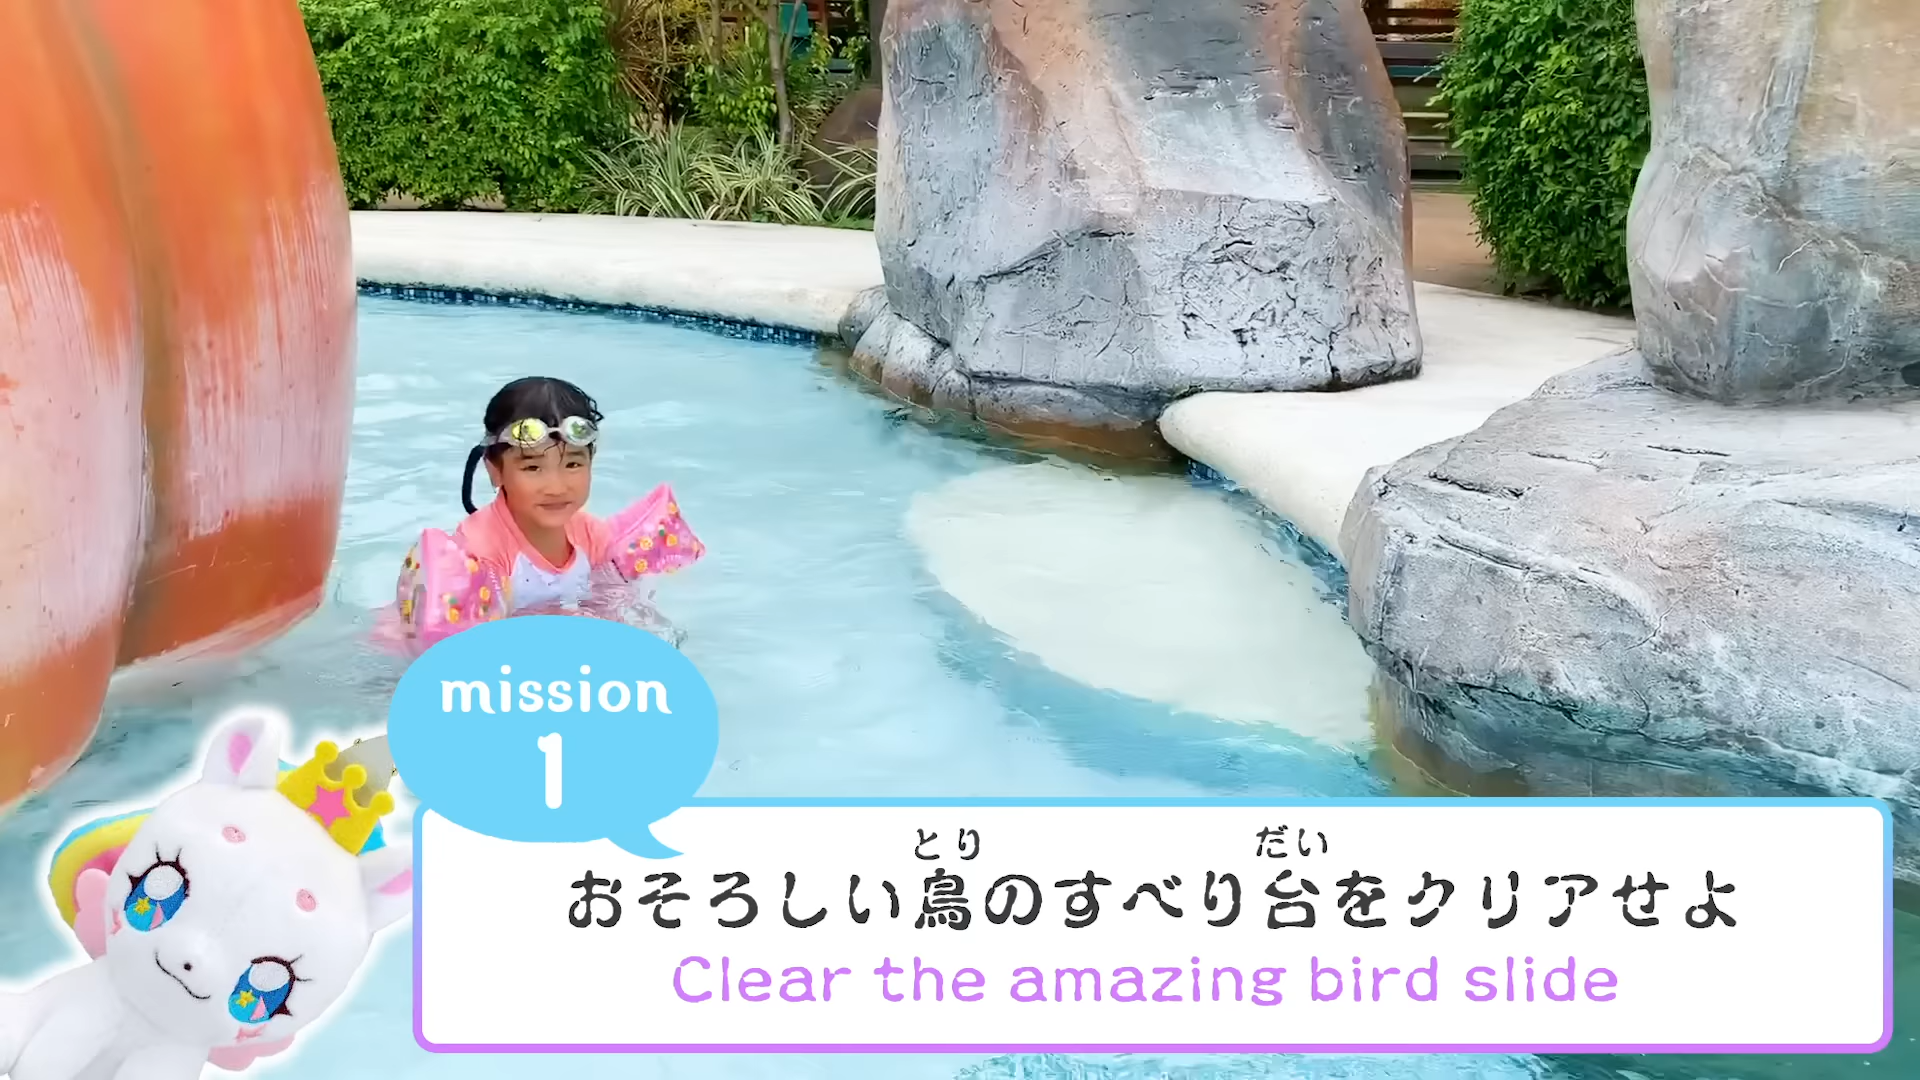 mission
1
とり だい
おそろしい鳥のすべり台をクリアせよ
Clear the amazing bird slide